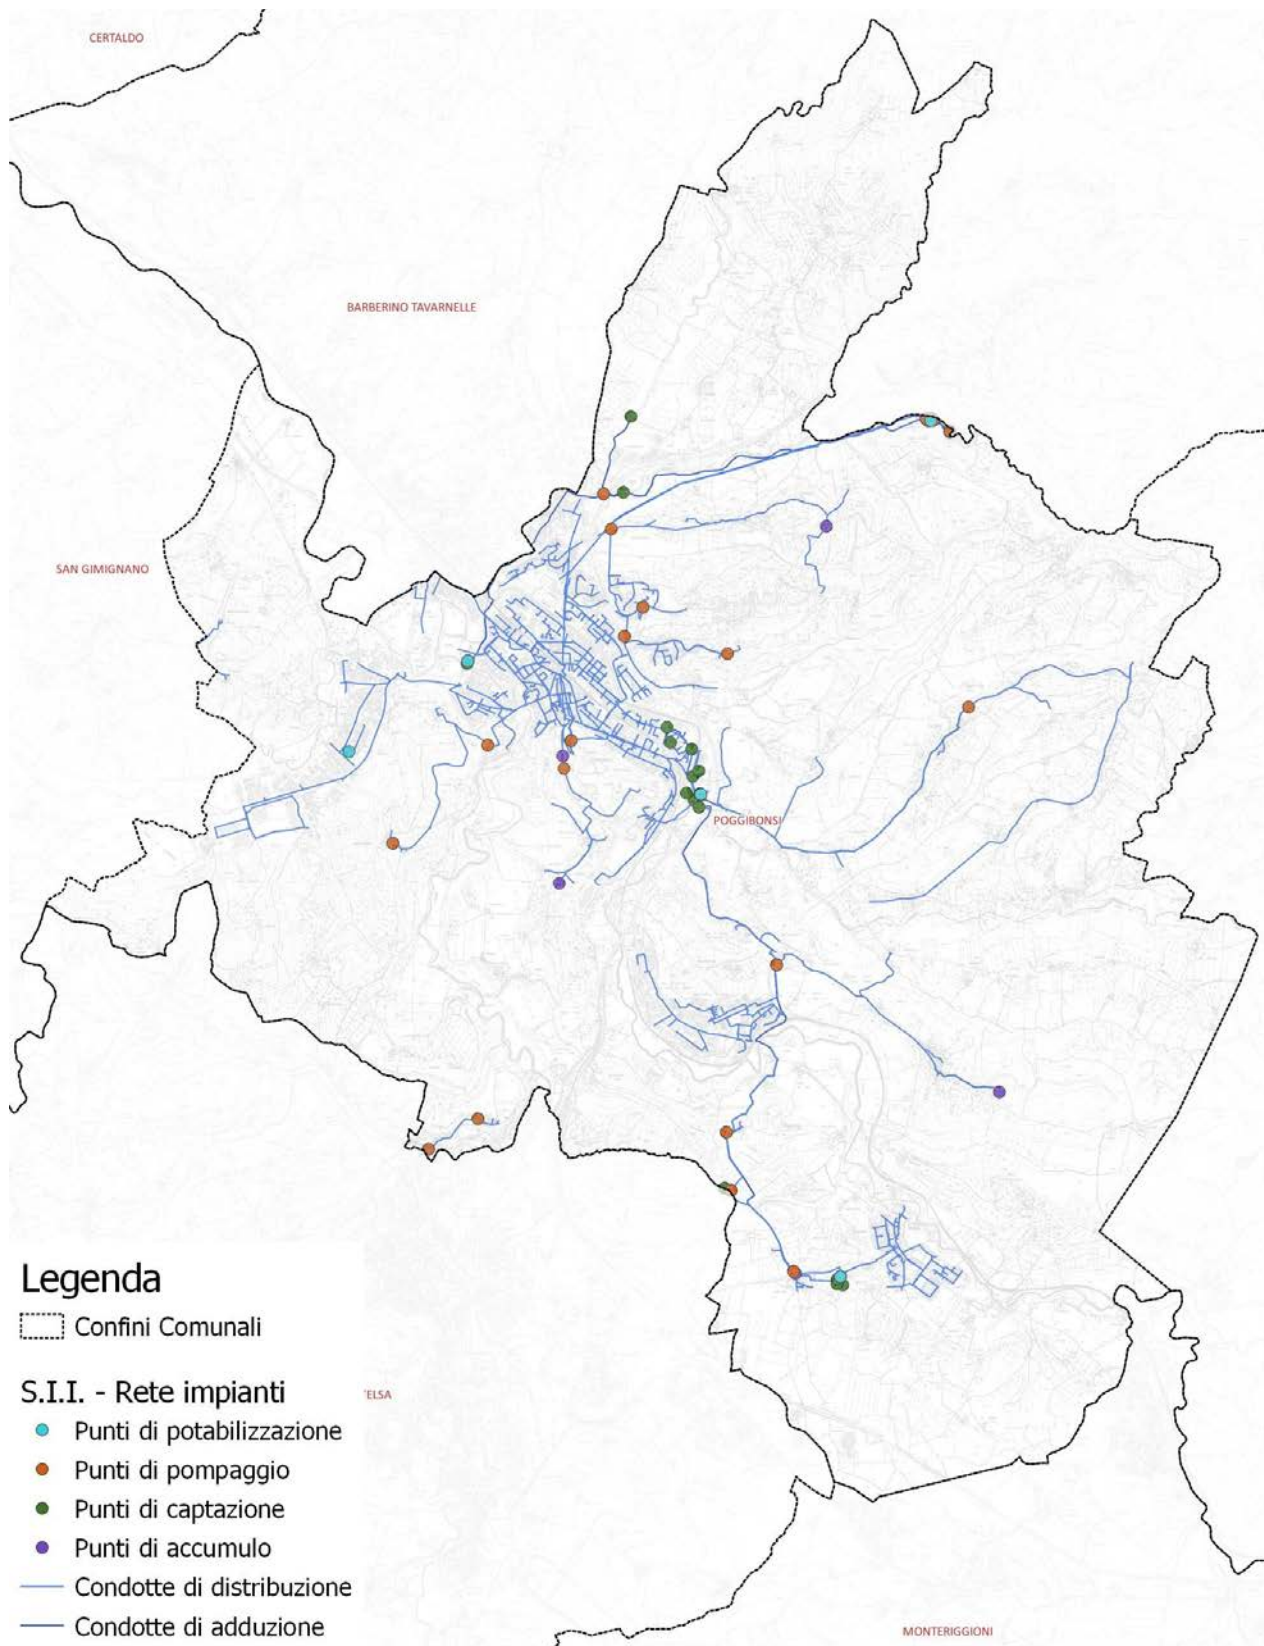 CERTALDO
BARBERINO TAVARNELLE
SAN GIMIGNANO
POGGIBONSI
Legenda
Confini Comunali
S.I.I. - Rete impianti
'ELSA
Punti di potabilizzazione
Punti di pompaggio
Punti di captazione
Punti di accumulo
Condotte di distribuzione
Condotte di adduzione
MONTERIGGIONI